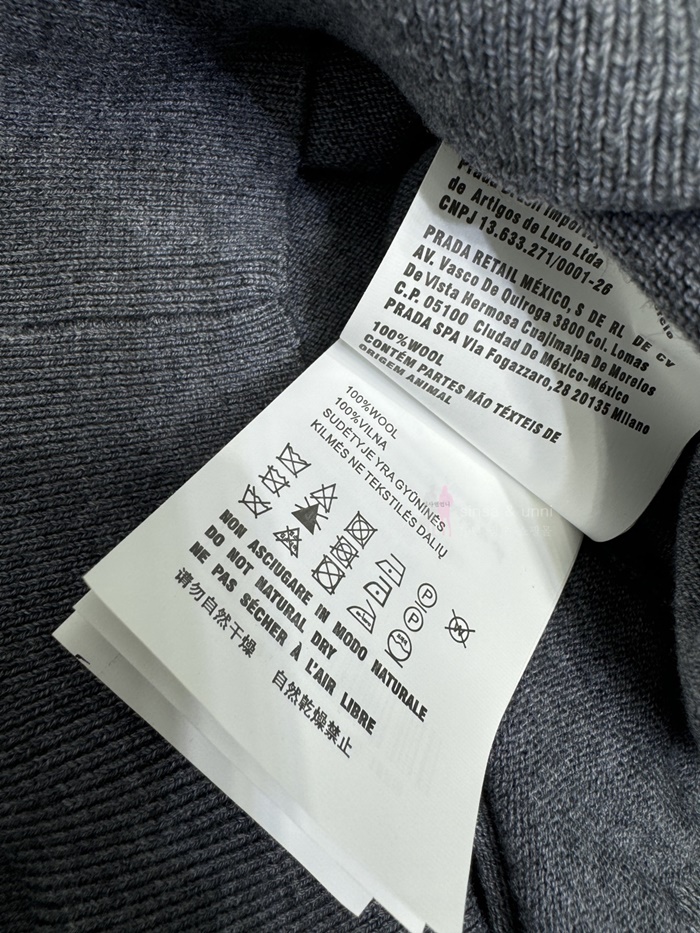 de Artigos de Luxo Ltda
CNPJ 13.633.271/0001-26
PRADA RETAIL MÉXICO, S DE RL DE CV
AV. Vasco De Quiroga 3800 Col. Lomas
De Vista Hermosa Cuajimalpa De Morelos
C.P. 05100 Ciudad De México-México
PRADA SPA Via Fogazzaro,28 20135 Milano
100%WOOL
CONTÉM PARTES NÃO TÉXTEIS DE
ORIGEM ANIMAL
100%WOOL
100%VILNA
SUDĖTYJE YRA GYŪNINĖS
KILMĖS NE TEKSTILĖS DALIŲ
P
P
NON ASCIUGARE IN MODO NATURALE
DO NOT NATURAL DRY
NE PAS SÉCHER À L'AIR LIBRE
请勿自然干燥 自然乾燥禁止